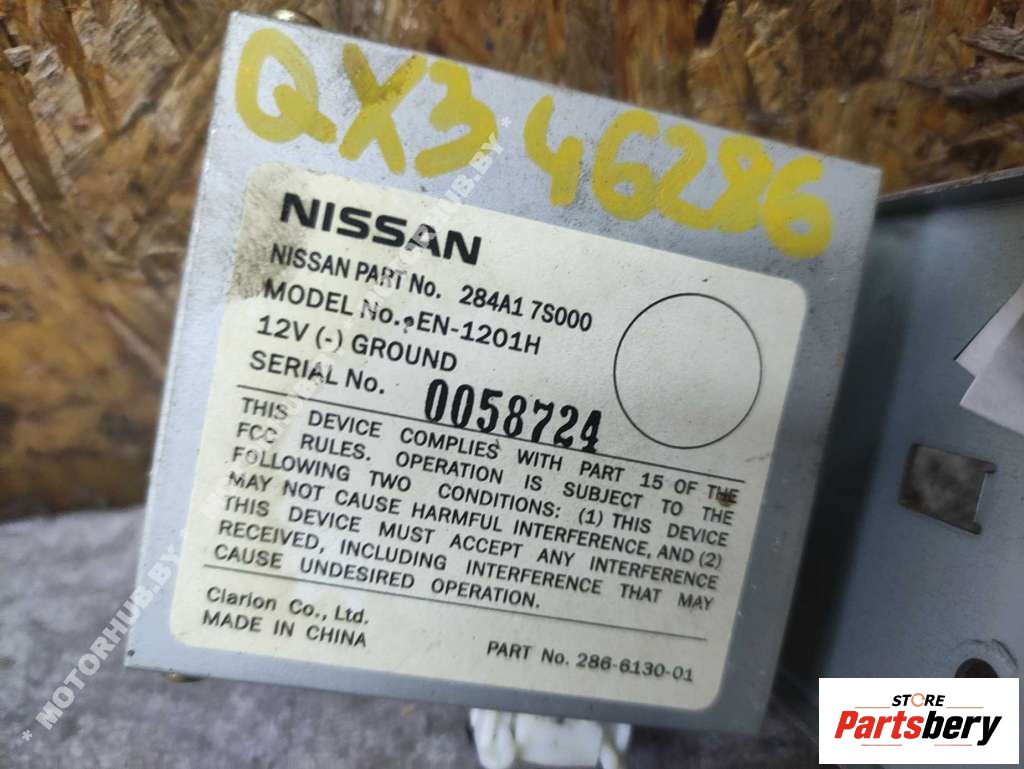 QX3 46286
NISSAN
NISSAN PART No. 284A1 7S000
MODEL No. EN-1201H
12V (-) GROUND
SERIAL No. 0058724
THIS DEVICE COMPLIES WITH PART 15 OF THE
FCC RULES. OPERATION IS SUBJECT TO THE
FOLLOWING TWO CONDITIONS: (1) THIS DEVICE
MAY NOT CAUSE HARMFUL INTERFERENCE, AND (2)
THIS DEVICE MUST ACCEPT ANY INTERFERENCE
RECEIVED, INCLUDING INTERFERENCE THAT MAY
CAUSE UNDESIRED OPERATION.
Clarion Co., Ltd.
MADE IN CHINA
PART No. 286-6130-01
* MOTORHUB.BY * MOTORHUB.BY *
STORE
Partsbery